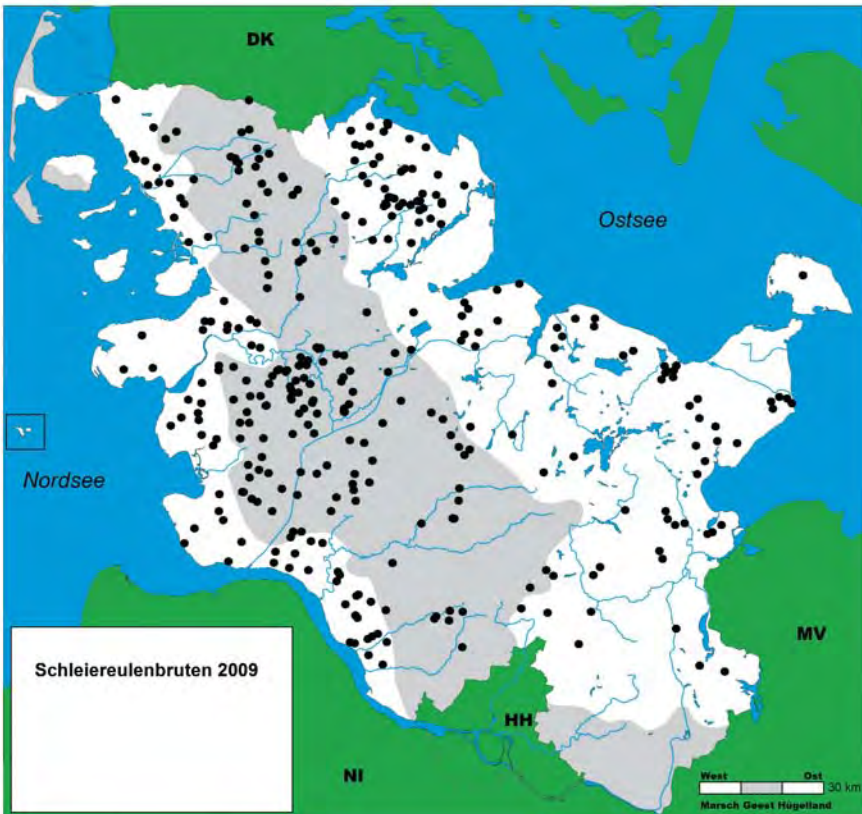 DK
Ostsee
Nordsee
Schleiereulenbruten 2009
MV
HH
NI
West Ost
30 km
Marsch Geest Hügelland